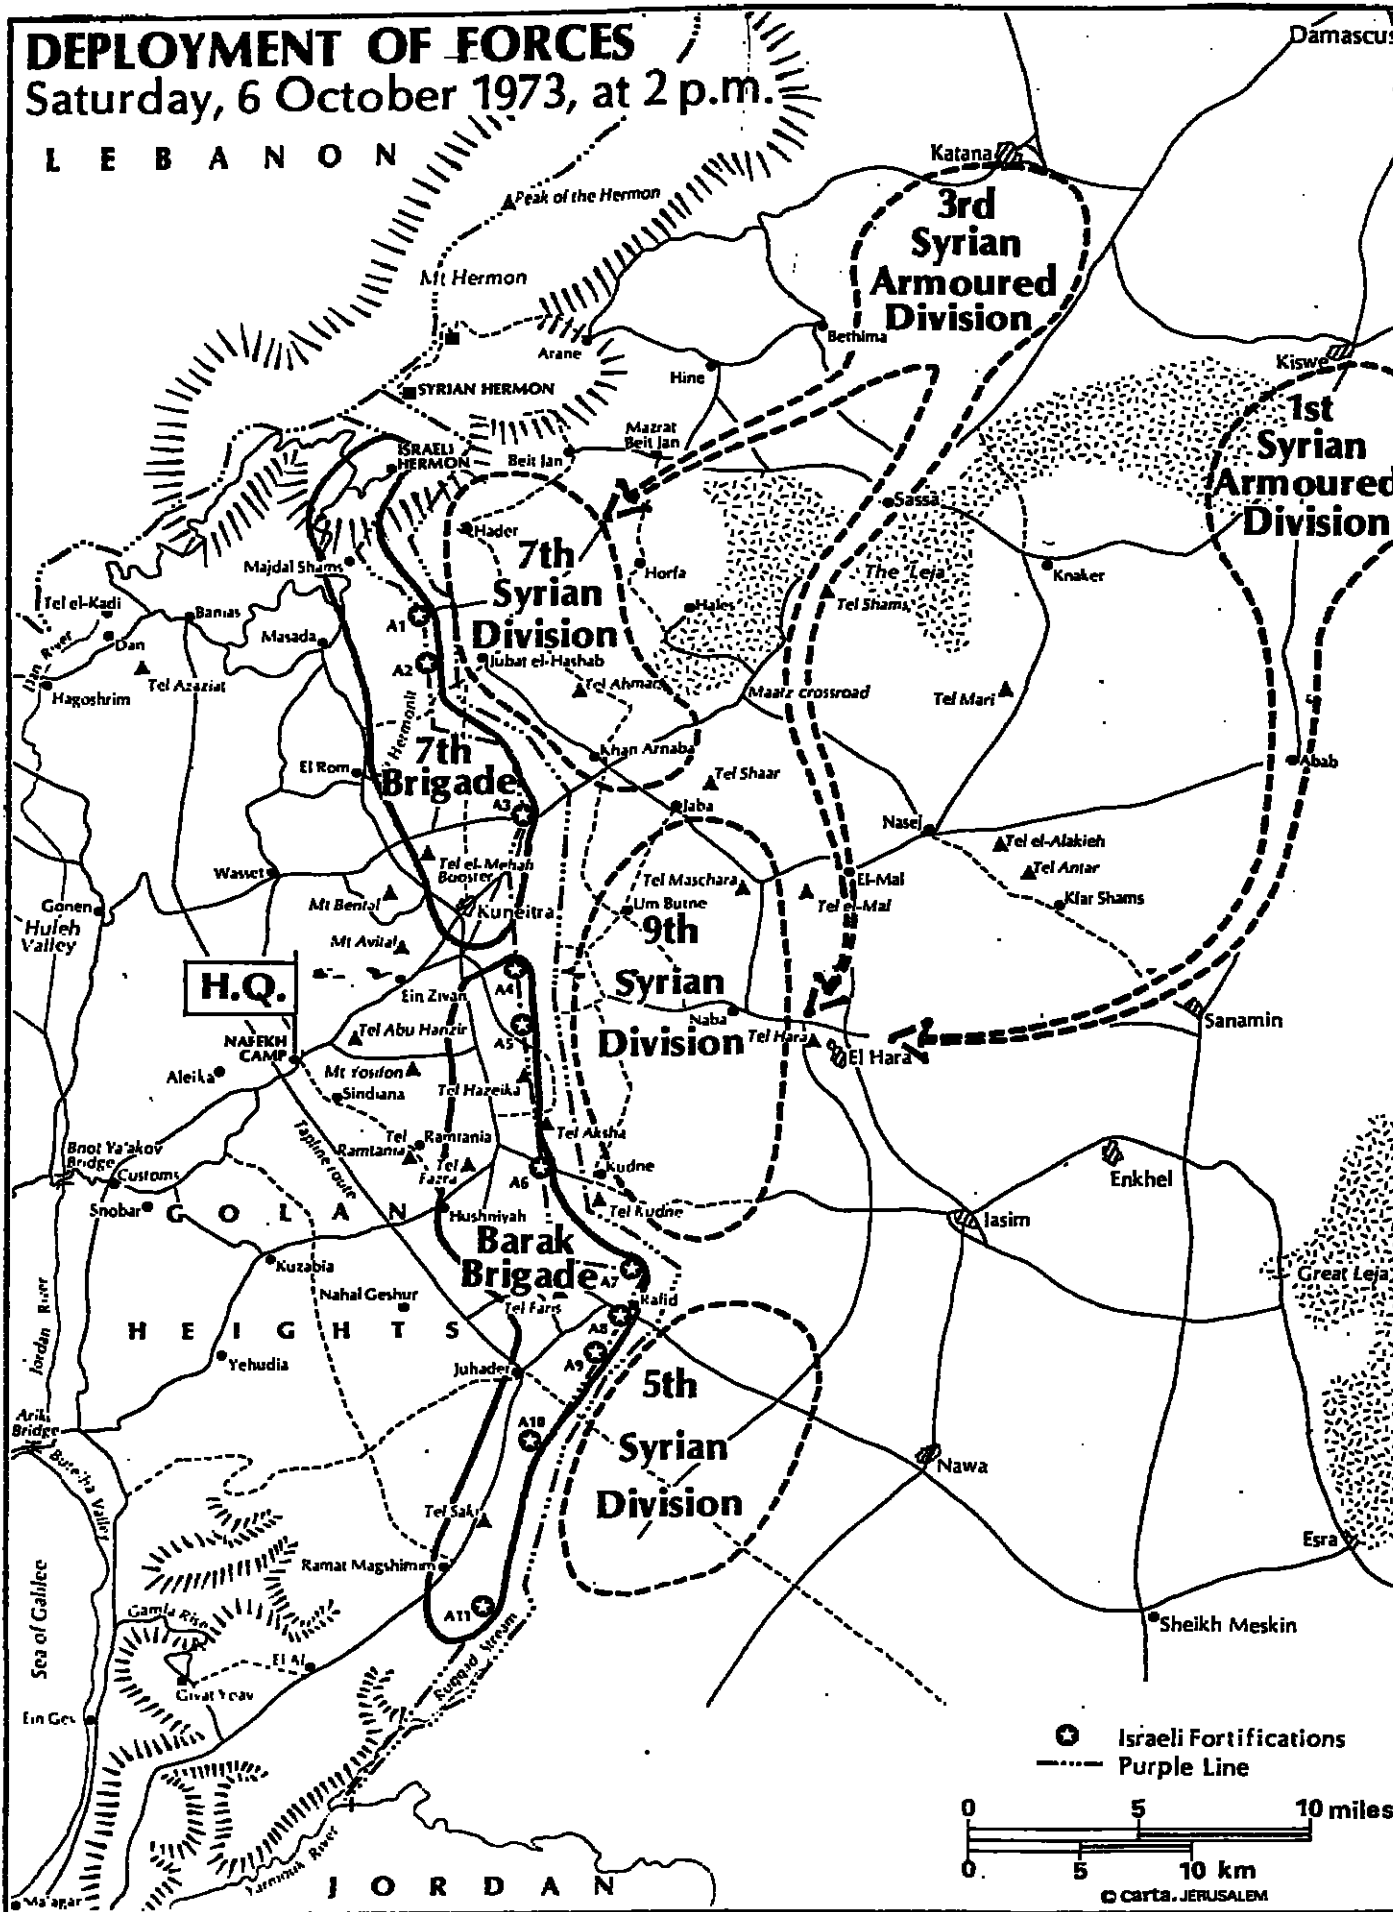 DEPLOYMENT OF FORCES
Saturday, 6 October 1973, at 2 p.m.
LEBANON
Damascus
Katana
Peak of the Hermon
3rd
Syrian
Armoured
Division
Mt Hermon
Bethima
Arane
Kiswe
Hine
SYRIAN HERMON
1st
Syrian
Armoured
Division
Mazrat
Beit Jan
ISRAELI
HERMON
Beit Jan
Sassa
Hader
7th
Syrian
Division
Majdal Shams
Horfa
The Leja
Knaker
Tel el-Kadi
Banias
A1
Hales
Tel Shams
Dan River
Dan
Masada
A2
Jubat el-Hashab
Tel Azaziat
Hagoshrim
Tel Ahmar
Maatz crossroad
Tel Mari
Hermonit
7th
Brigade
Khan Arnaba
El Rom
Tel Shaar
Abab
A3
Jaba
Nasej
Tel el-Alakieh
Tel el-Mehah
Booster
Tel Antar
Wasset
Tel Maschara
El-Mal
Mt Bental
Tel el-Mal
Klar Shams
Gonen
Kuneitra
Um Butne
Huleh
Valley
Mt Avital
9th
Syrian
Division
H.Q.
Ein Zivan
A4
Naba
Tel Hara
Sanamin
NAFEKH
CAMP
Tel Abu Hanzir
A5
El Hara
Aleika
Mt Yosifon
Tel Hazeika
Sindiana
Tapline route
Tel
Ramtania
Ramtania
Tel Aksha
Bnot Ya'akov
Bridge
Customs
Tel
Fazra
A6
Kudne
Enkhel
Snobar
GOLAN
Hushniyah
Tel Kudne
Jasim
Barak
Brigade
Kuzabia
A7
Great Leja
Nahal Geshur
Tel Faris
Rafid
Jordan River
HEIGHTS
A8
Yehudia
Juhader
A9
5th
Syrian
Division
Arik
Bridge
A10
Nawa
Buteiha Valley
Tel Saki
Esra
Ramat Magshimim
Sea of Galilee
Gamla Rise
A11
Sheikh Meskin
El Al
Ruqqad Stream
Givat Yoav
Ein Gev
Israeli Fortifications
Purple Line
0 5 10 miles
0 5 10 km
© carta, JERUSALEM
Yarmouk River
JORDAN
Ma'agan